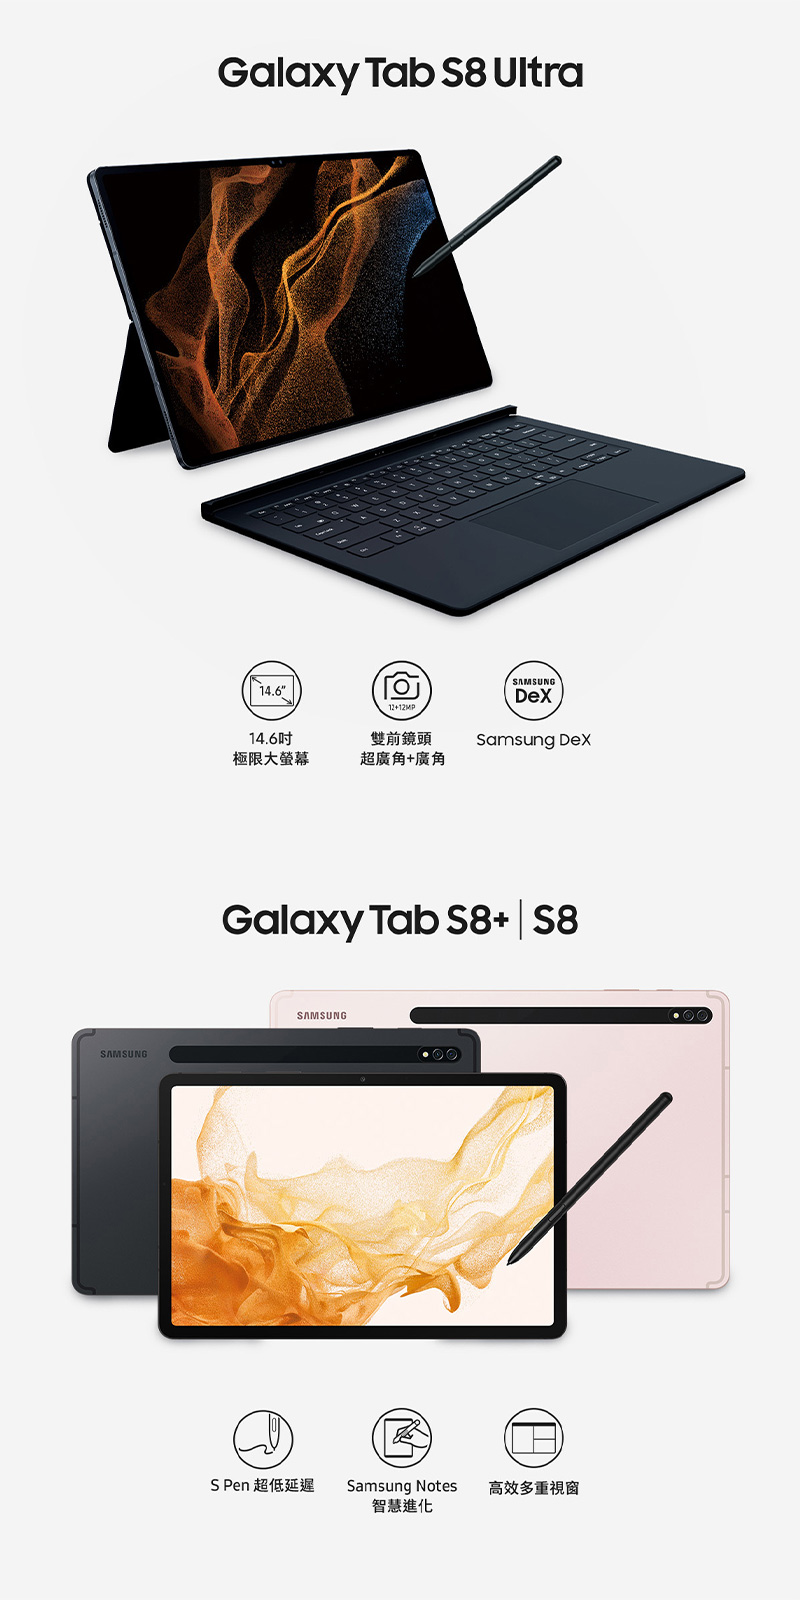 Galaxy Tab S8 Ultra
14.6”
12+12MP
SAMSUNG
DeX
14.6吋
極限大螢幕
雙前鏡頭
超廣角+廣角
Samsung DeX
Galaxy Tab S8+ | S8
SAMSUNG
SAMSUNG
S Pen 超低延遲
Samsung Notes
智慧進化
高效多重視窗